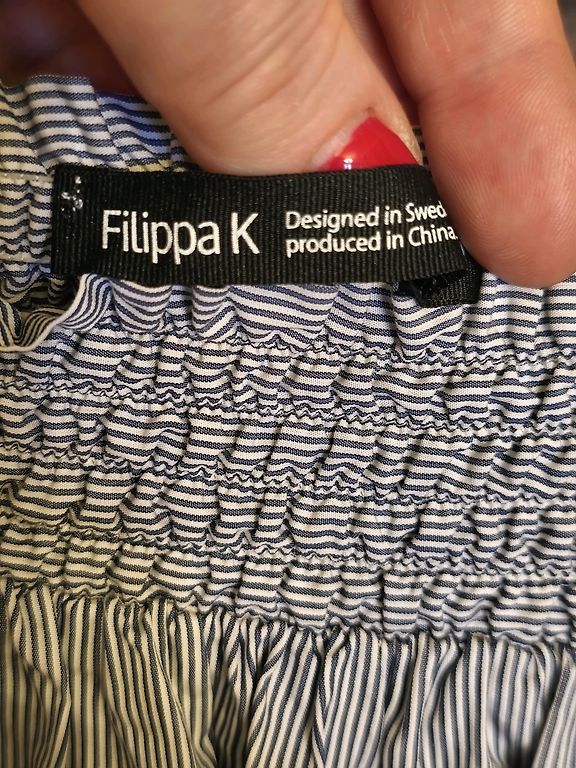 Filippa K
Designed in Swed
produced in China.